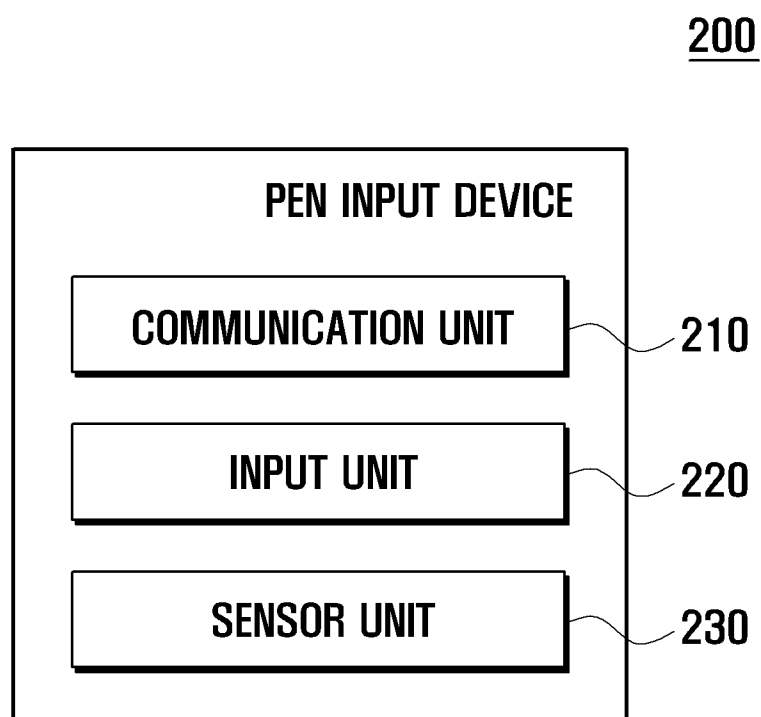 200
PEN INPUT DEVICE
COMMUNICATION UNIT
210
INPUT UNIT
220
SENSOR UNIT
230